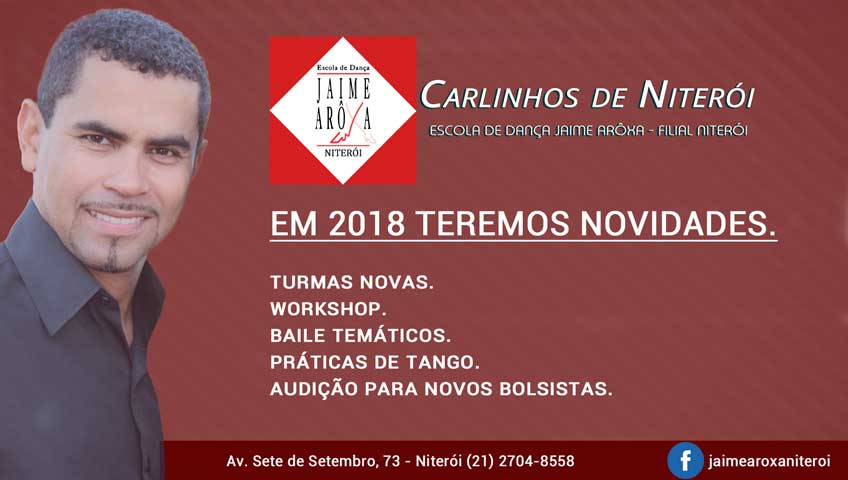 Escola de Dança
JAIME
ARÔXA
NITERÓI
CARLINHOS DE NITERÓI
ESCOLA DE DANÇA JAIME ARÔXA - FILIAL NITERÓI
EM 2018 TEREMOS NOVIDADES.
TURMAS NOVAS.
WORKSHOP.
BAILE TEMÁTICOS.
PRÁTICAS DE TANGO.
AUDIÇÃO PARA NOVOS BOLSISTAS.
Av. Sete de Setembro, 73 - Niterói (21) 2704-8558
f jaimearoxaniteroi